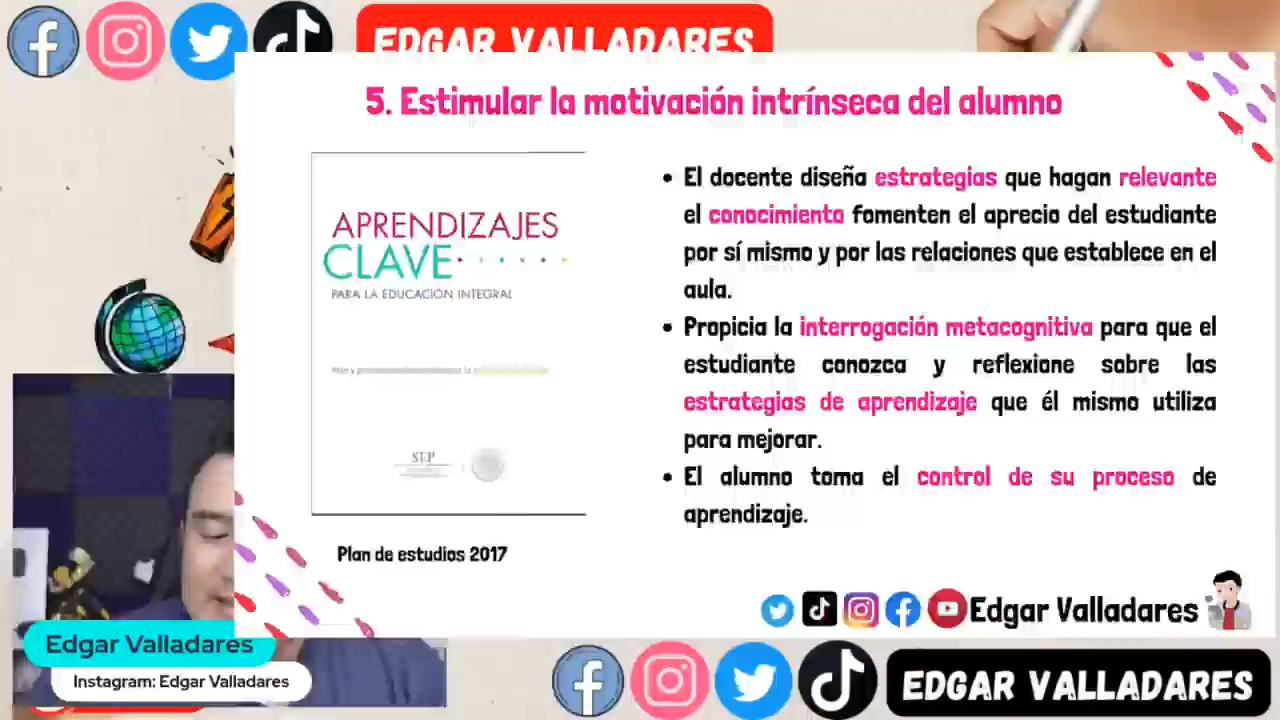 EDGAR VALLADARES
5. Estimular la motivación intrínseca del alumno
APRENDIZAJES
CLAVE
PARA LA EDUCACIÓN INTEGRAL
SEP
Plan de estudios 2017
• El docente diseña estrategias que hagan relevante
el conocimiento fomenten el aprecio del estudiante
por sí mismo y por las relaciones que establece en el
aula.
• Propicia la interrogación metacognitiva para que el
estudiante conozca y reflexione sobre las
estrategias de aprendizaje que él mismo utiliza
para mejorar.
• El alumno toma el control de su proceso de
aprendizaje.
Edgar Valladares
Edgar Valladares
Instagram: Edgar Valladares
EDGAR VALLADARES